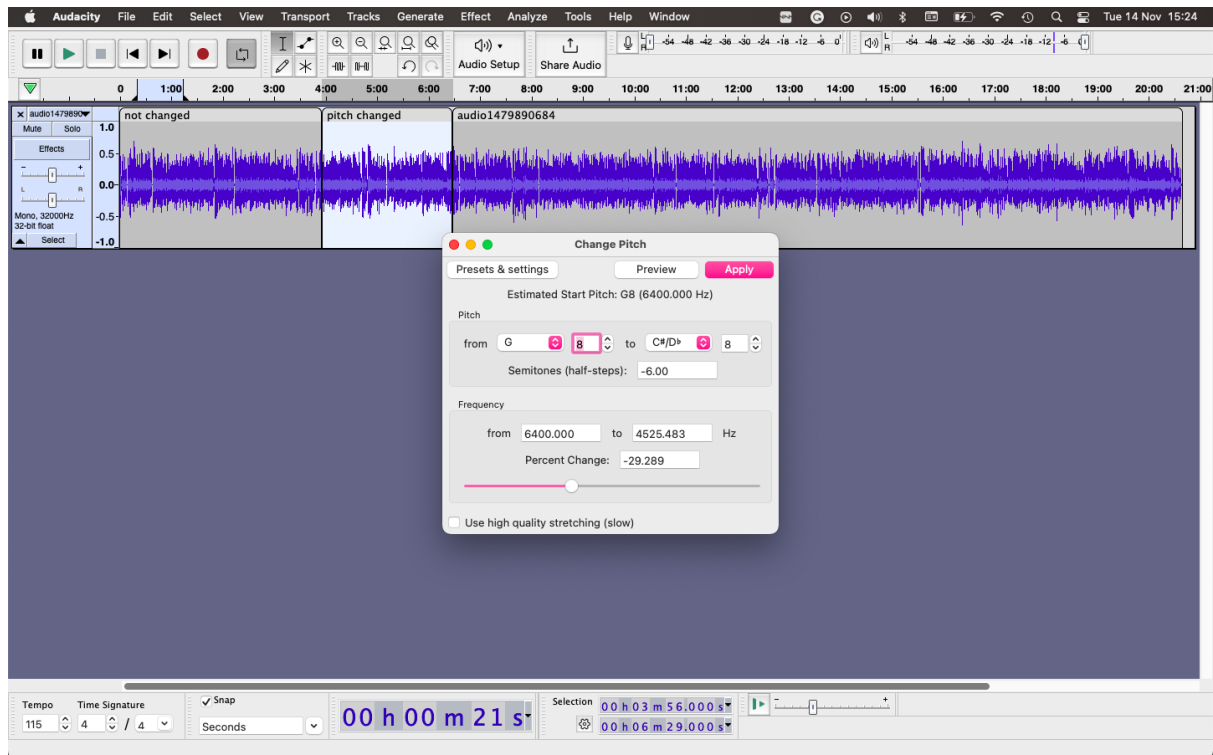 Audacity File Edit Select View Transport Tracks Generate Effect Analyze Tools Help Window Tue 14 Nov 15:24
Audio Setup Share Audio
L R -54 -48 -42 -36 -30 -24 -18 -12 -6 0
L R -54 -48 -42 -36 -30 -24 -18 -12 -6 0
0 1:00 2:00 3:00 4:00 5:00 6:00 7:00 8:00 9:00 10:00 11:00 12:00 13:00 14:00 15:00 16:00 17:00 18:00 19:00 20:00 21:00
audio1479890 not changed pitch changed audio1479890684
Mute Solo
Effects
- +
L R
Mono, 32000Hz
32-bit float
Select
1.0
0.5
0.0
-0.5
-1.0
Change Pitch
Presets & settings Preview Apply
Estimated Start Pitch: G8 (6400.000 Hz)
Pitch
from G 8 to C#/D♭ 8
Semitones (half-steps): -6.00
Frequency
from 6400.000 to 4525.483 Hz
Percent Change: -29.289
Use high quality stretching (slow)
Tempo Time Signature Snap
115 4 / 4 Seconds
00 h 00 m 21 s
Selection 00 h 03 m 56.000 s
00 h 06 m 29.000 s
- +